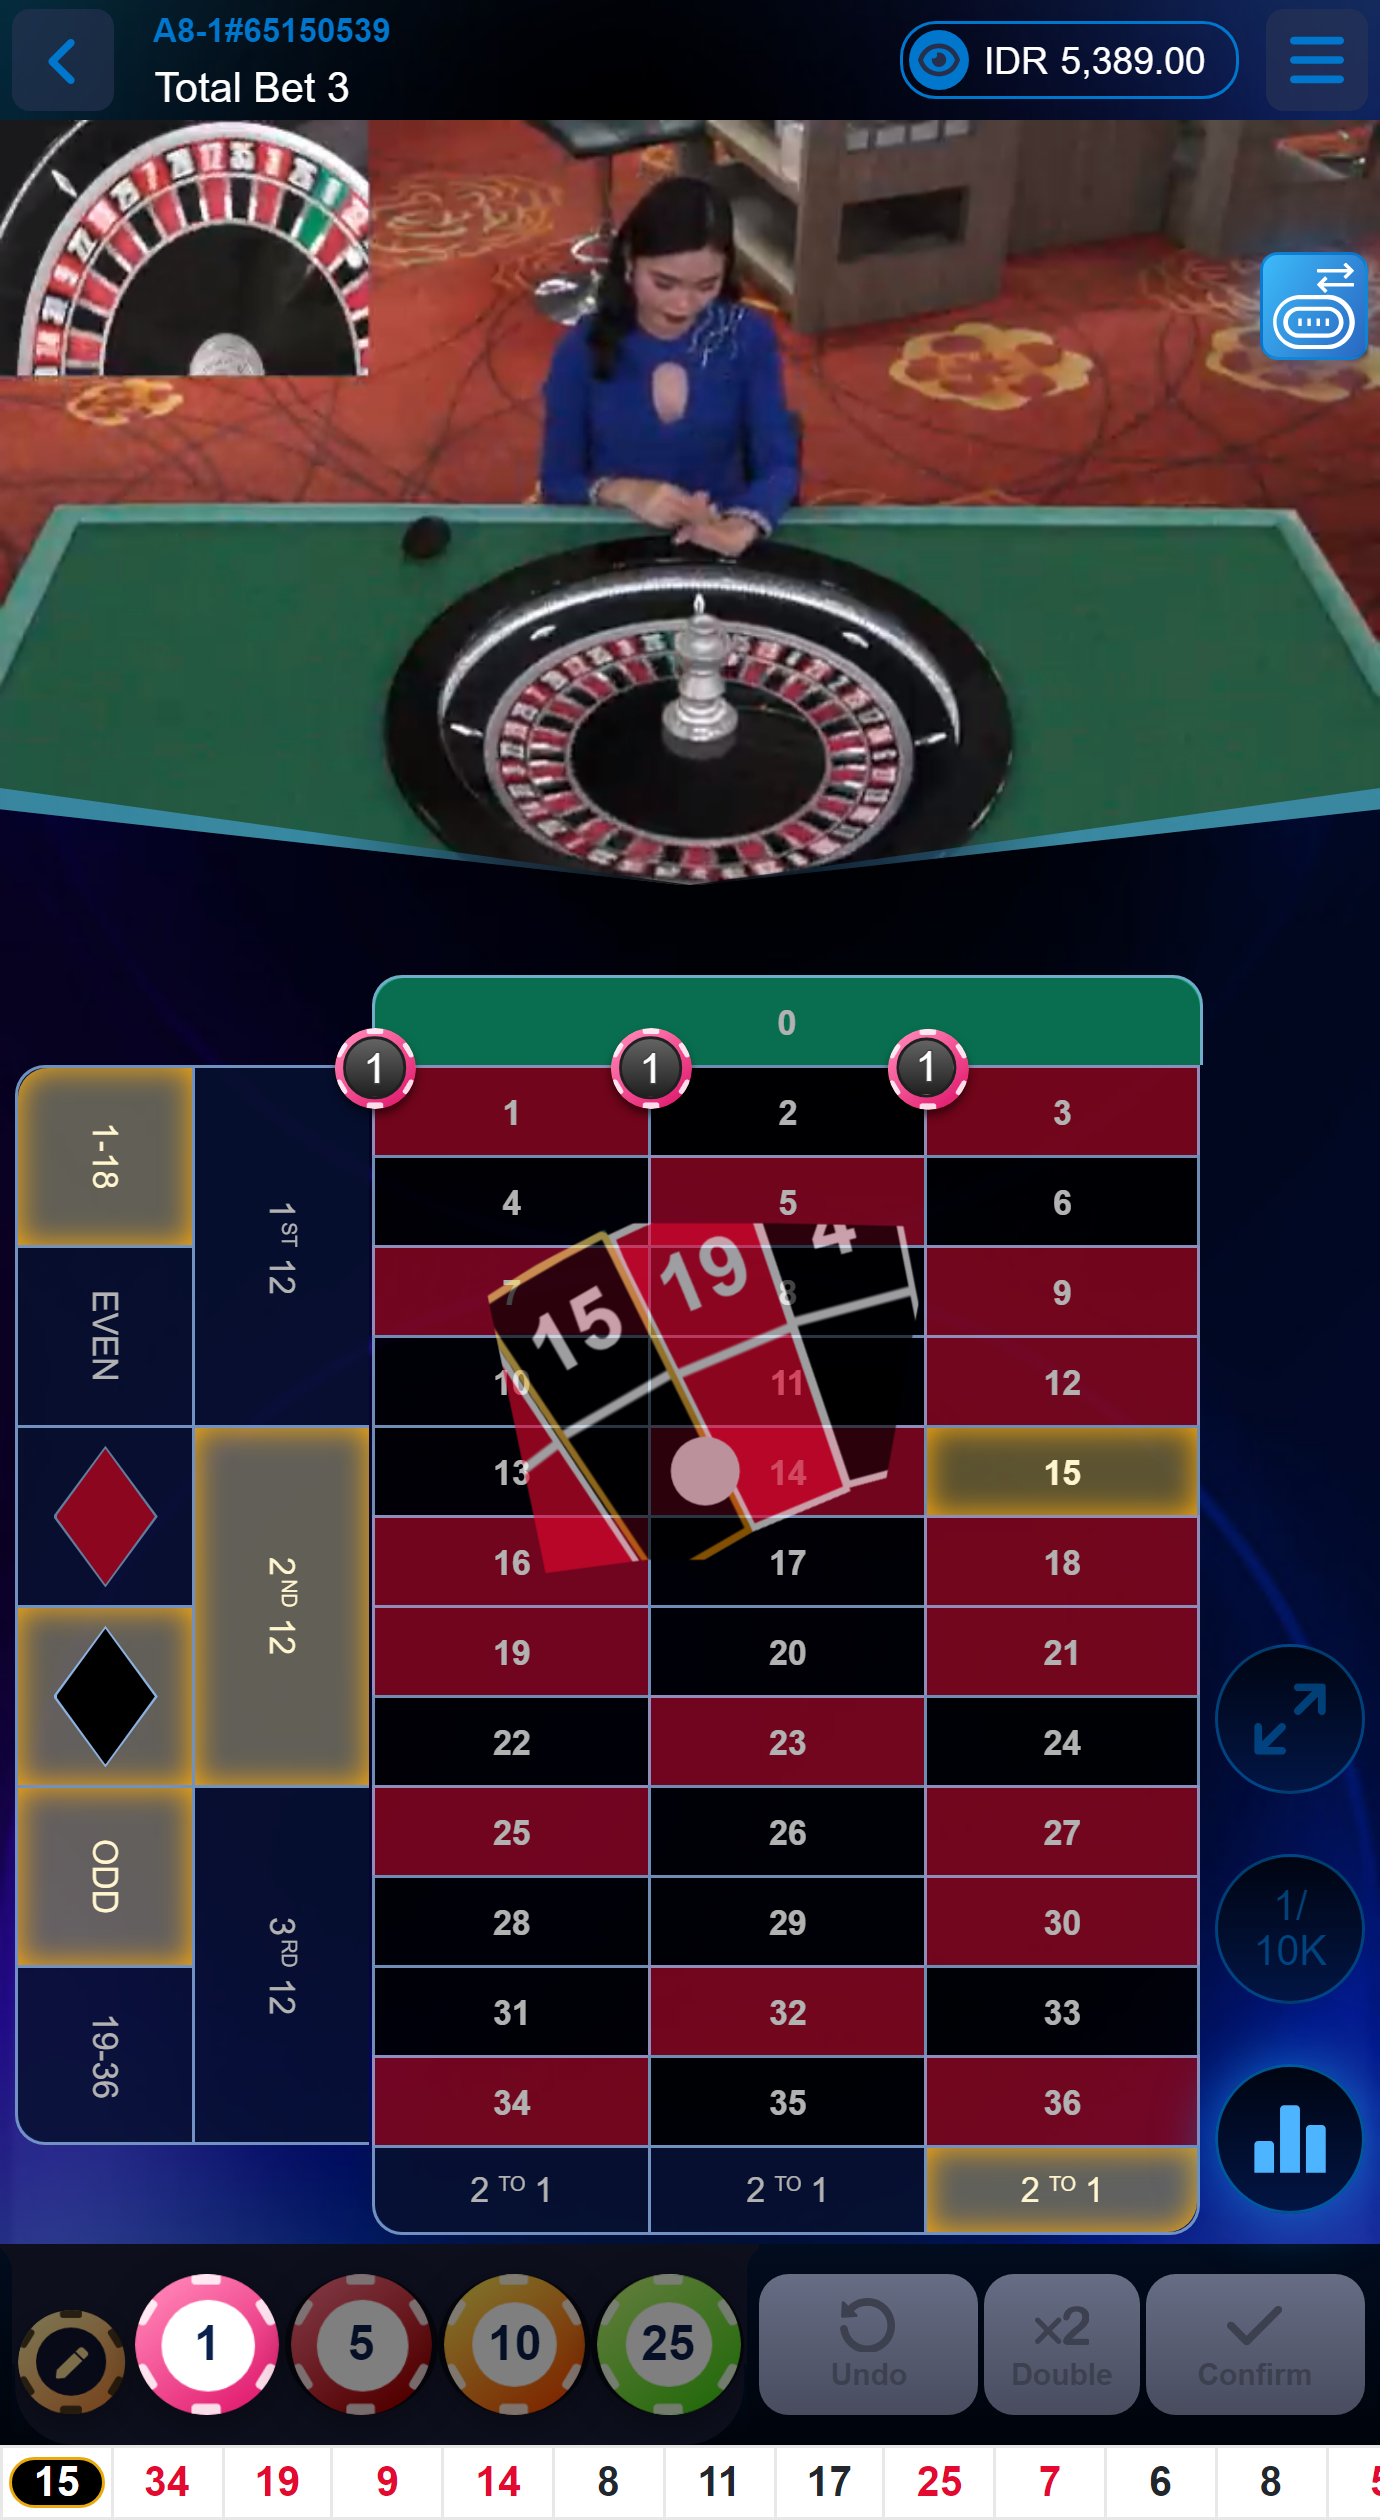 A8-1#65150539
Total Bet 3
IDR 5,389.00
0
1 1 1
1 2 3
4 5 6
7 8 9
10 11 12
13 14 15
16 17 18
19 20 21
22 23 24
25 26 27
28 29 30
31 32 33
34 35 36
2 TO 1 2 TO 1 2 TO 1
1-18
EVEN
ODD
19-36
1ST 12
2ND 12
3RD 12
15 19 4
1/
10K
1 5 10 25
Undo
x2
Double
Confirm
15 34 19 9 14 8 11 17 25 7 6 8